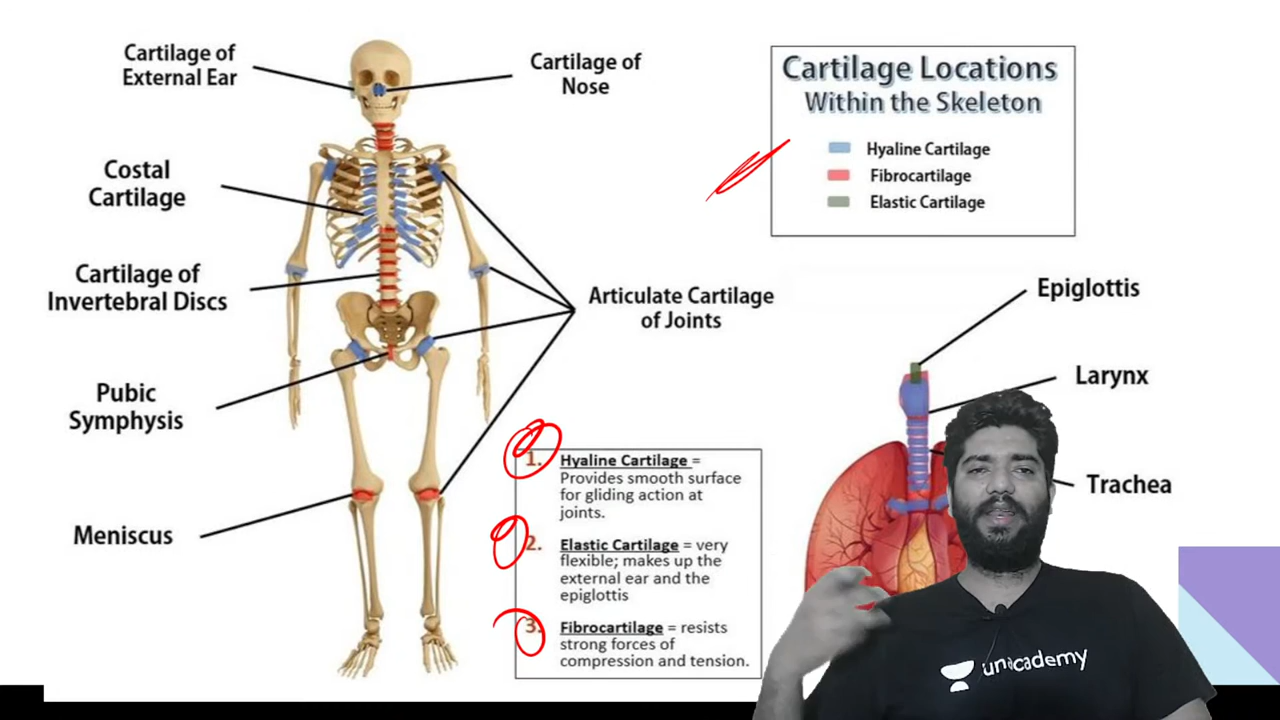 Cartilage of
External Ear
Cartilage of
Nose
Cartilage Locations
Within the Skeleton
Hyaline Cartilage
Fibrocartilage
Elastic Cartilage
Costal
Cartilage
Cartilage of
Invertebral Discs
Articulate Cartilage
of Joints
Pubic
Symphysis
Meniscus
1. Hyaline Cartilage =
Provides smooth surface
for gliding action at
joints.
2. Elastic Cartilage = very
flexible; makes up the
external ear and the
epiglottis
3. Fibrocartilage = resists
strong forces of
compression and tension.
Epiglottis
Larynx
Trachea
unacademy